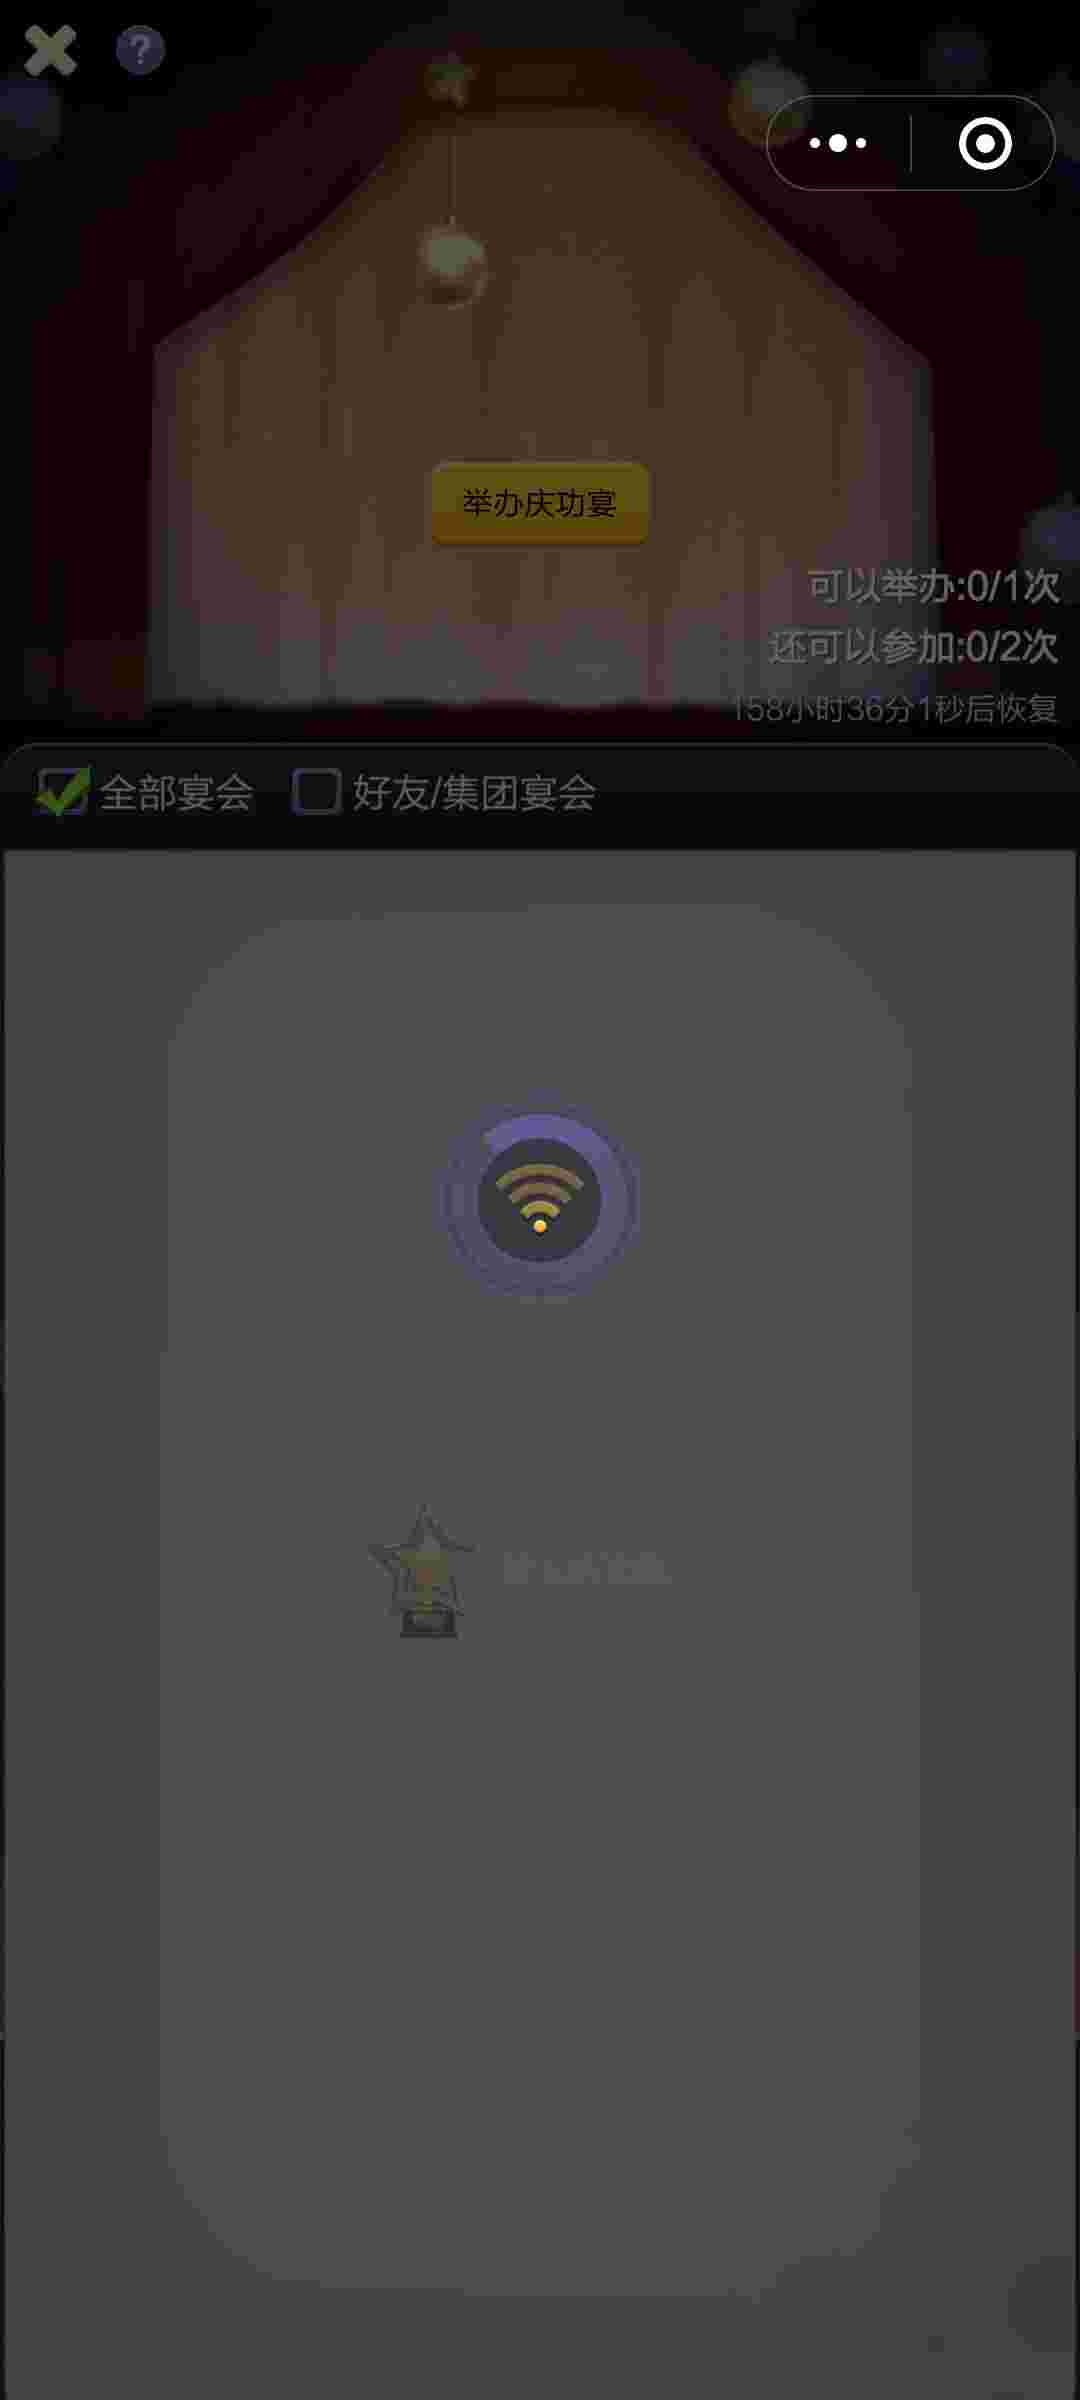 ?
举办庆功宴
可以举办:0/1次
还可以参加:0/2次
158小时36分1秒后恢复
全部宴会 好友/集团宴会